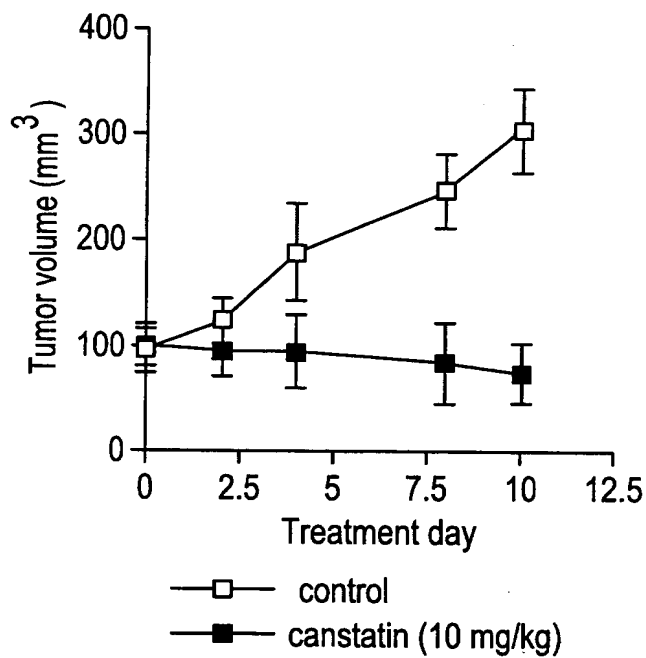 400
300
200
100
0
Tumor volume (mm³)
0 2.5 5 7.5 10 12.5
Treatment day
control
canstatin (10 mg/kg)